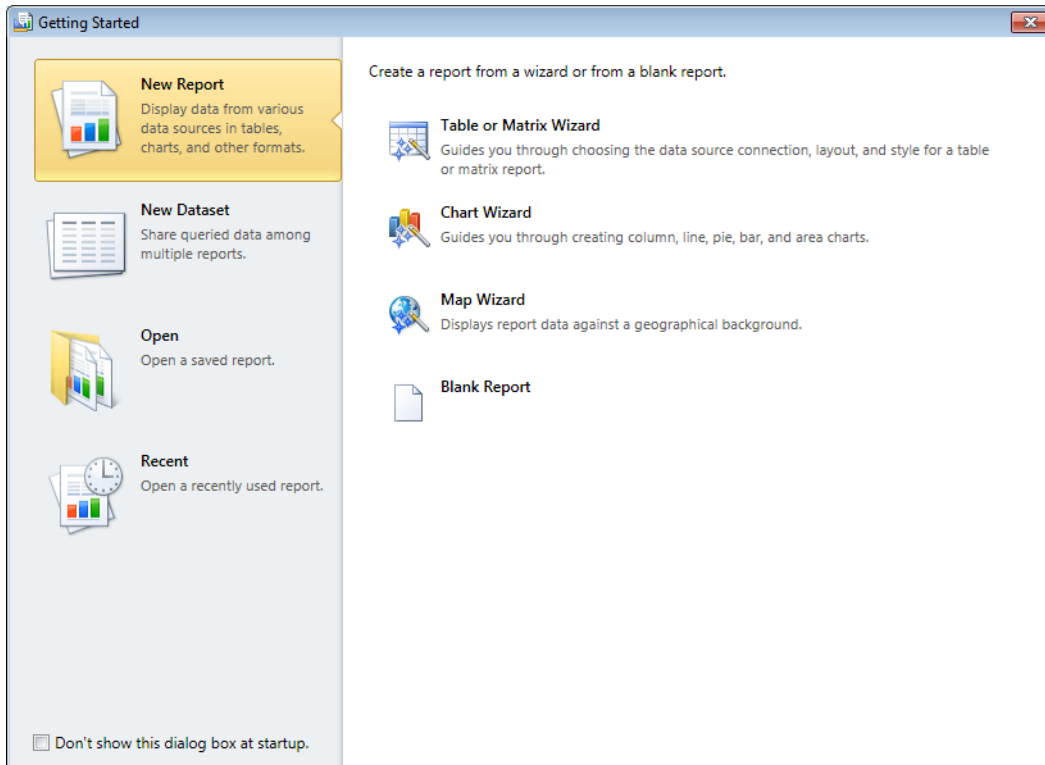 Getting Started
New Report
Display data from various
data sources in tables,
charts, and other formats.
New Dataset
Share queried data among
multiple reports.
Open
Open a saved report.
Recent
Open a recently used report.
Don't show this dialog box at startup.
Create a report from a wizard or from a blank report.
Table or Matrix Wizard
Guides you through choosing the data source connection, layout, and style for a table
or matrix report.
Chart Wizard
Guides you through creating column, line, pie, bar, and area charts.
Map Wizard
Displays report data against a geographical background.
Blank Report